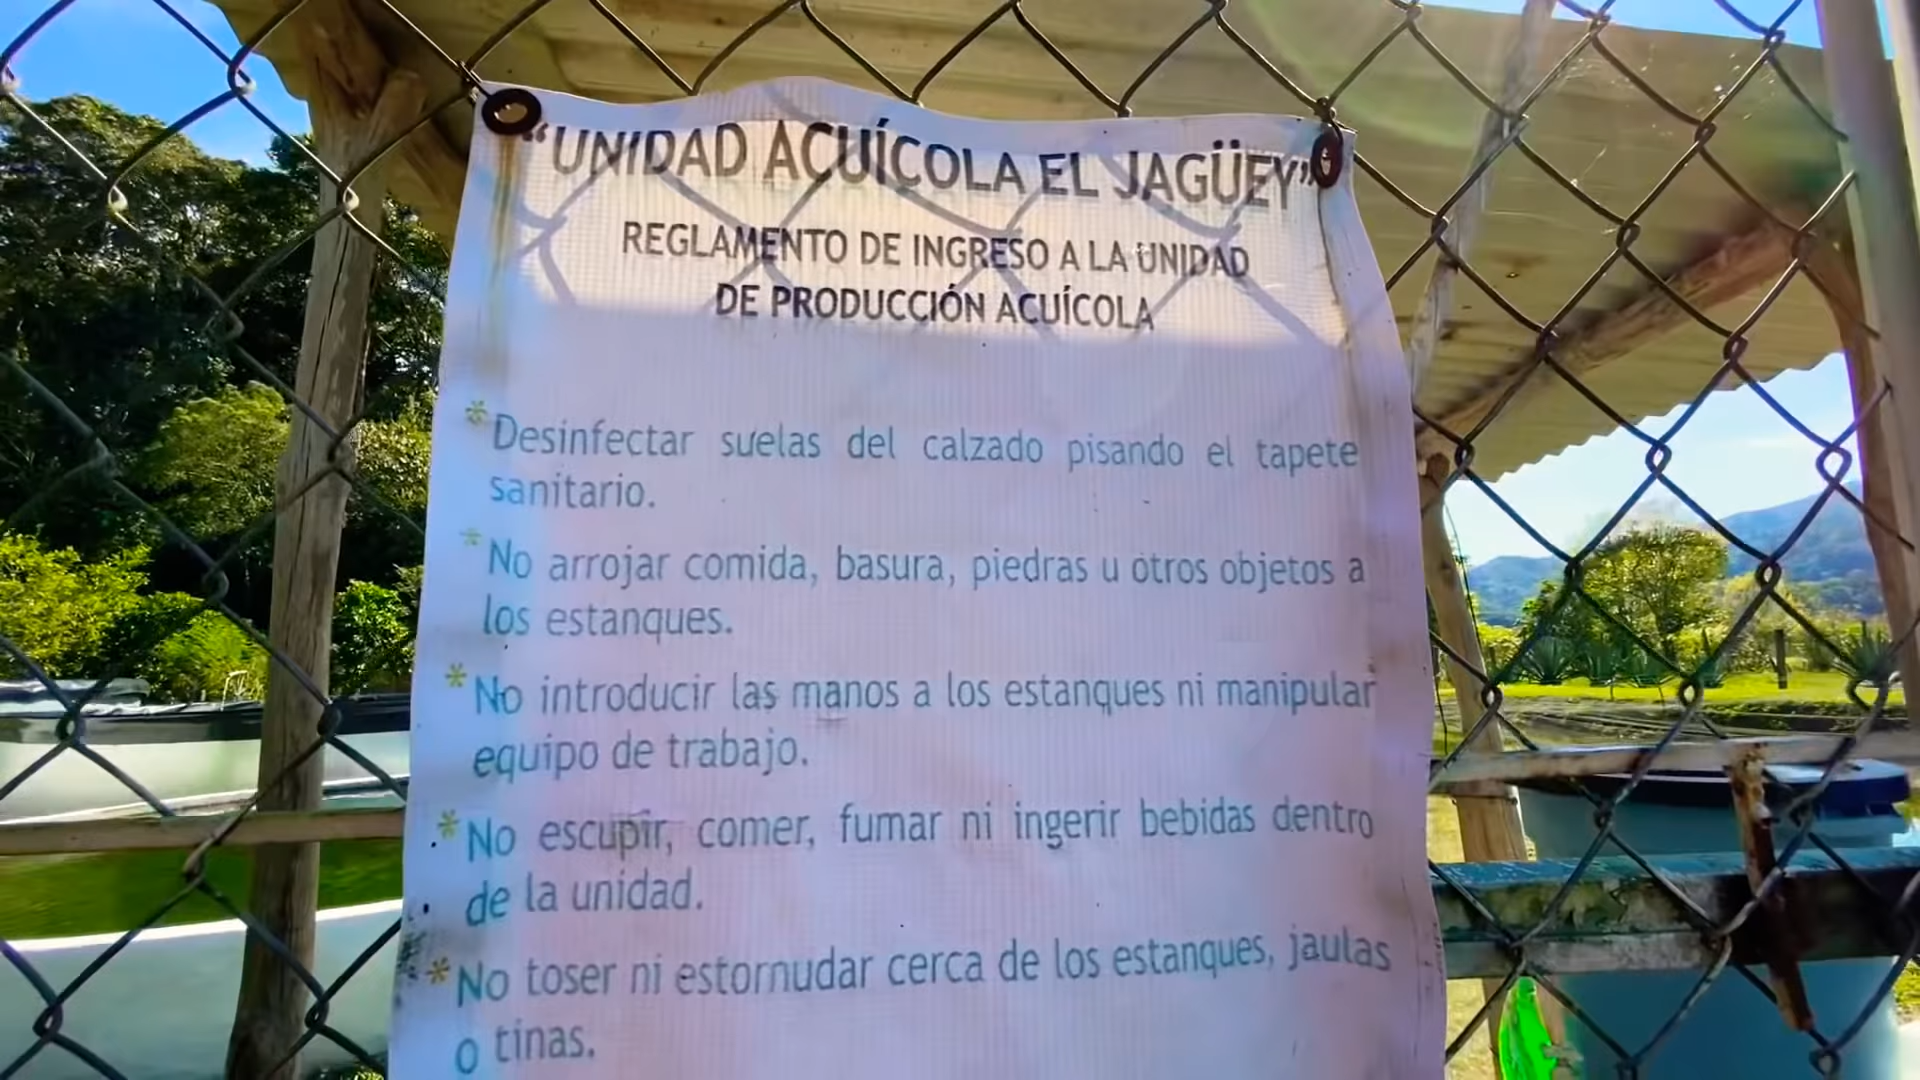 “UNIDAD ACUÍCOLA EL JAGÜEY”
REGLAMENTO DE INGRESO A LA UNIDAD
DE PRODUCCIÓN ACUÍCOLA
* Desinfectar suelas del calzado pisando el tapete
sanitario.
* No arrojar comida, basura, piedras u otros objetos a
los estanques.
* No introducir las manos a los estanques ni manipular
equipo de trabajo.
* No escupir, comer, fumar ni ingerir bebidas dentro
de la unidad.
* No toser ni estornudar cerca de los estanques, jaulas
o tinas.